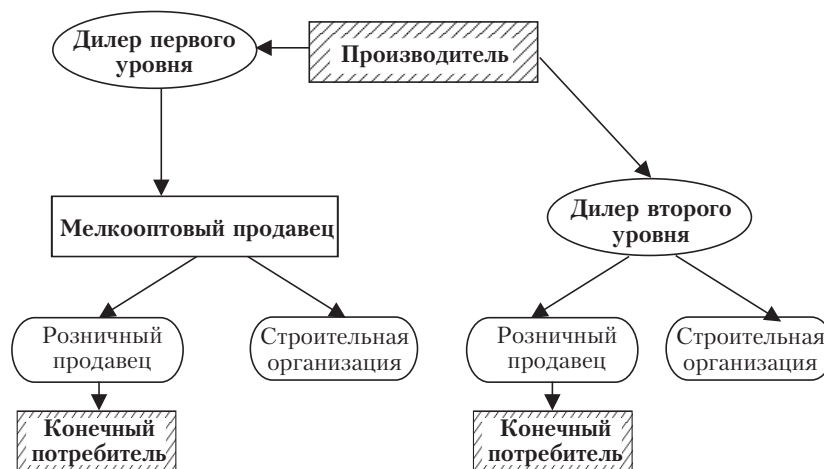 Дилер первого
уровня
Производитель
Мелкооптовый продавец
Дилер второго
уровня
Розничный
продавец
Строительная
организация
Розничный
продавец
Строительная
организация
Конечный
потребитель
Конечный
потребитель